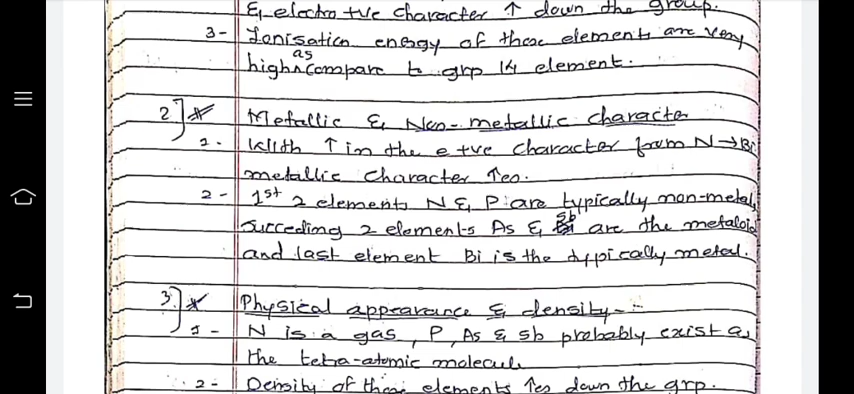 & electro +ve character ↑ down the group.
3- Ionisation energy of these elements are very
high as compare to grp 14 element.
2] * Metallic & Non-metallic character
1. With ↑ in the e +ve character from N → Bi
metallic character ↑es.
2- 1st 2 elements N & P are typically non-metal,
succeding 2 elements As & Sb are the metaloid
and last element Bi is the typically metal.
3] * Physical appearance & density-:-
1- N is a gas, P, As & Sb probably exist as
the tetra-atomic molecule
2- Density of these elements ↑es down the grp.